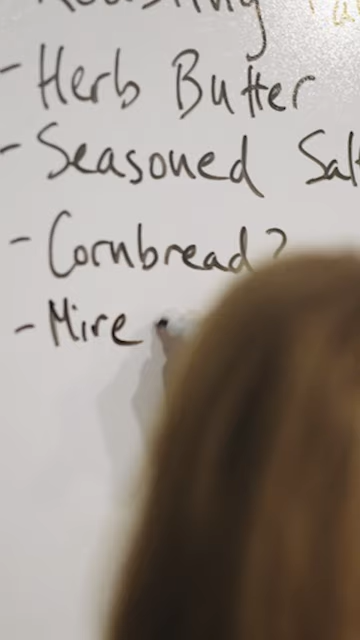 - Herb Butter
- Seasoned Salt
- Cornbread?
- Mire